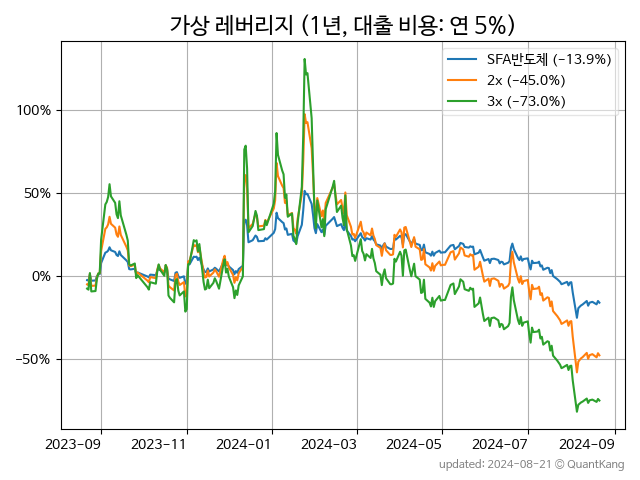 가상 레버리지 (1년, 대출 비용: 연 5%)
SFA반도체 (−13.9%)
2x (−45.0%)
3x (−73.0%)
100%
50%
0%
−50%
2023-09 2023-11 2024-01 2024-03 2024-05 2024-07 2024-09
updated: 2024-08-21 © QuantKang